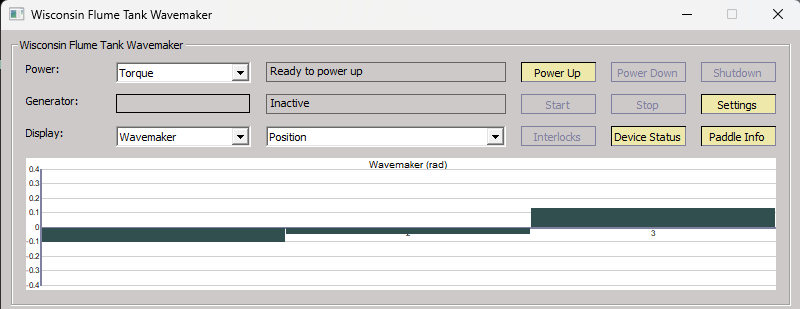 Wisconsin Flume Tank Wavemaker
Wisconsin Flume Tank Wavemaker
Power: Torque Ready to power up Power Up Power Down Shutdown
Generator: Inactive Start Stop Settings
Display: Wavemaker Position Interlocks Device Status Paddle Info
Wavemaker (rad)
0.4
0.3
0.2
0.1
0
-0.1
-0.2
-0.3
-0.4
3